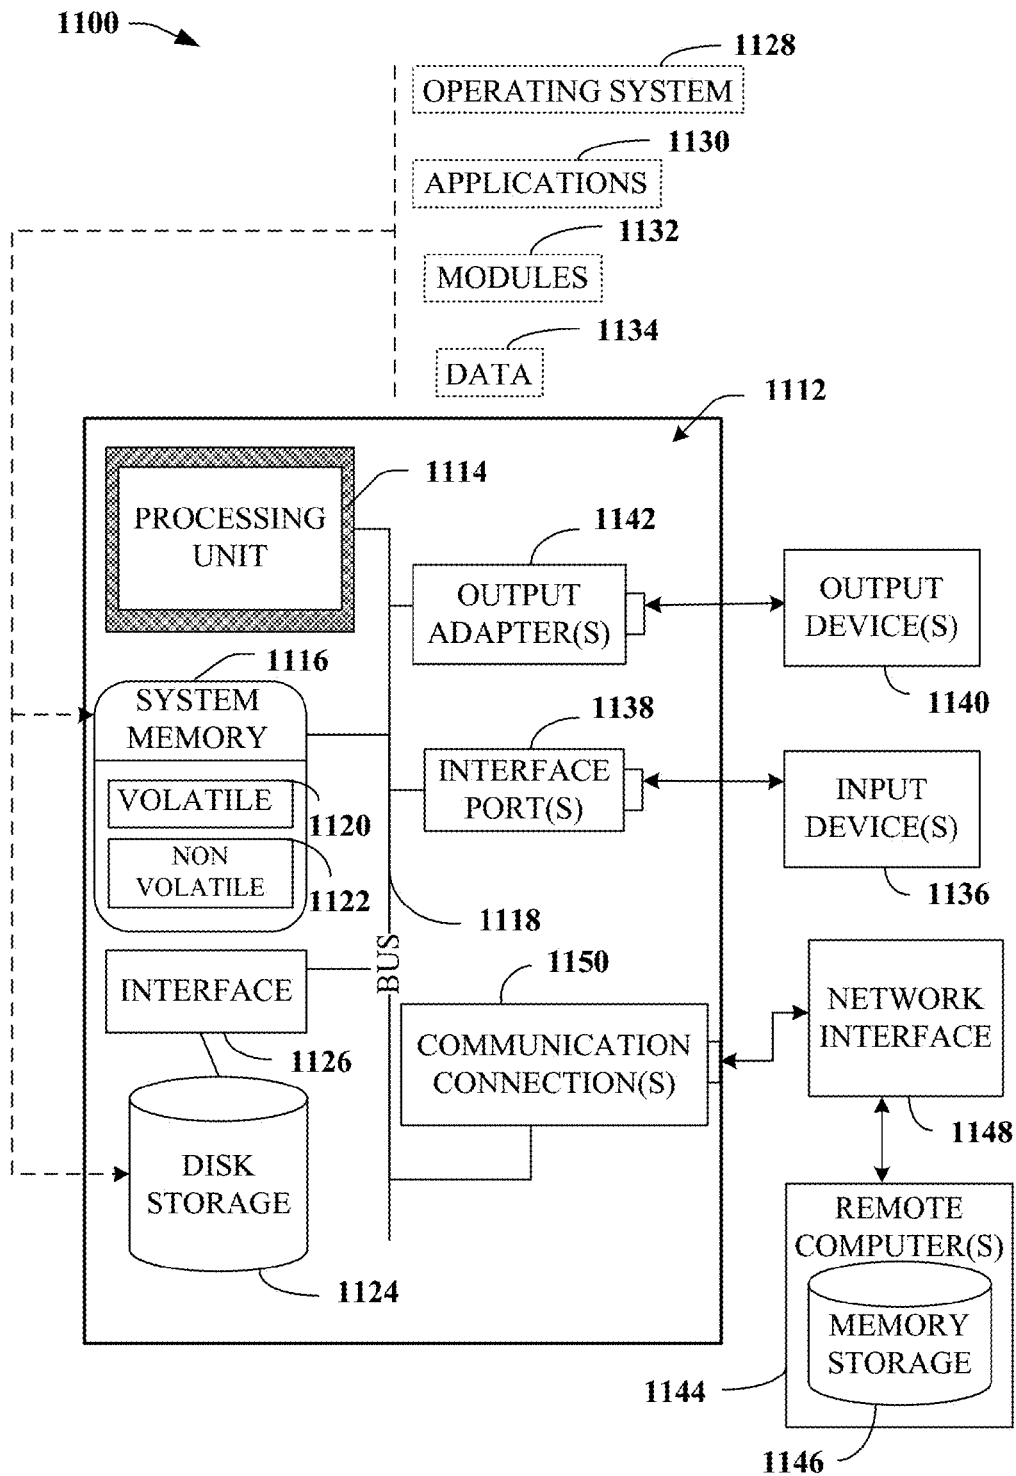 1100
1128
OPERATING SYSTEM
1130
APPLICATIONS
1132
MODULES
1134
DATA
1112
PROCESSING
UNIT
1114
1142
OUTPUT
ADAPTER(S)
OUTPUT
DEVICE(S)
1140
1116
SYSTEM
MEMORY
VOLATILE
1120
NON
VOLATILE
1122
1138
INTERFACE
PORT(S)
INPUT
DEVICE(S)
1136
1118
BUS
INTERFACE
1126
1150
COMMUNICATION
CONNECTION(S)
NETWORK
INTERFACE
1148
DISK
STORAGE
1124
REMOTE
COMPUTER(S)
MEMORY
STORAGE
1144
1146